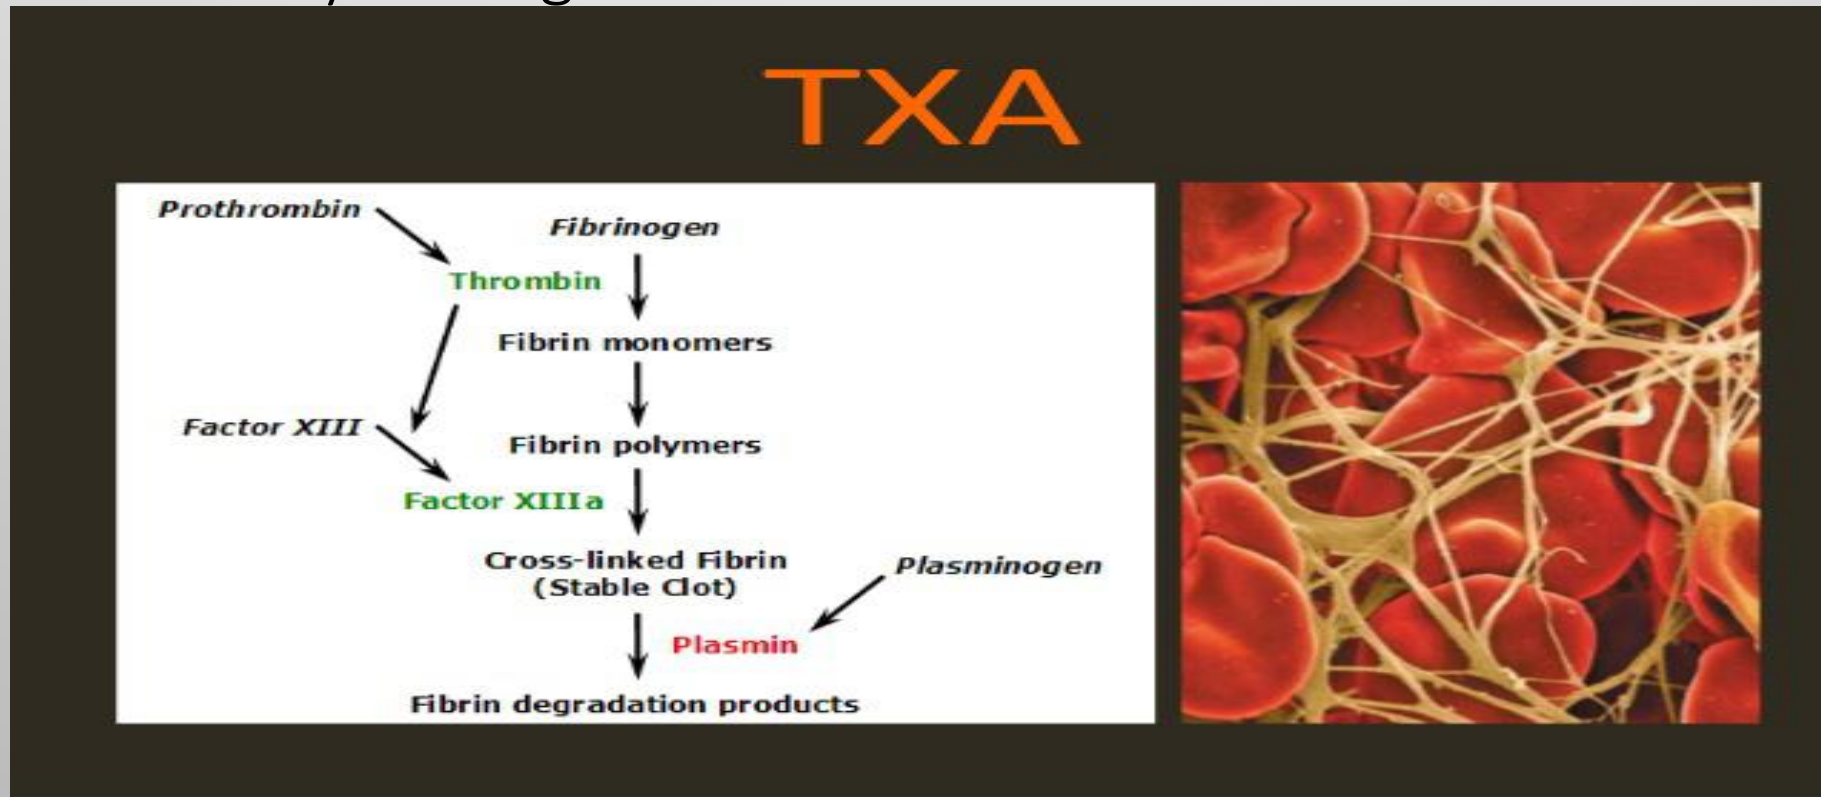 TXA
Prothrombin
Fibrinogen
Thrombin
Fibrin monomers
Factor XIII
Fibrin polymers
Factor XIIIa
Cross-linked Fibrin
(Stable Clot)
Plasminogen
Plasmin
Fibrin degradation products